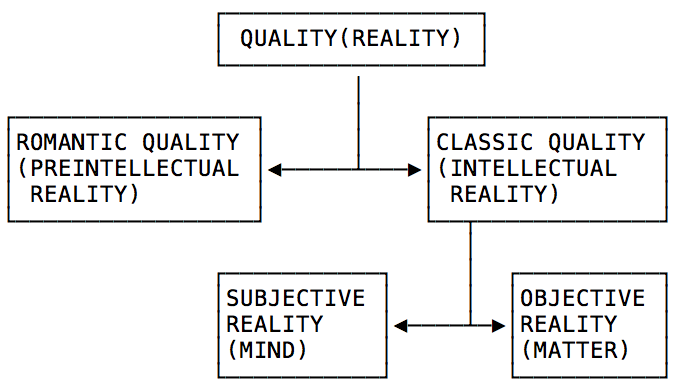 QUALITY(REALITY)
ROMANTIC QUALITY
(PREINTELLECTUAL
REALITY)
CLASSIC QUALITY
(INTELLECTUAL
REALITY)
SUBJECTIVE
REALITY
(MIND)
OBJECTIVE
REALITY
(MATTER)